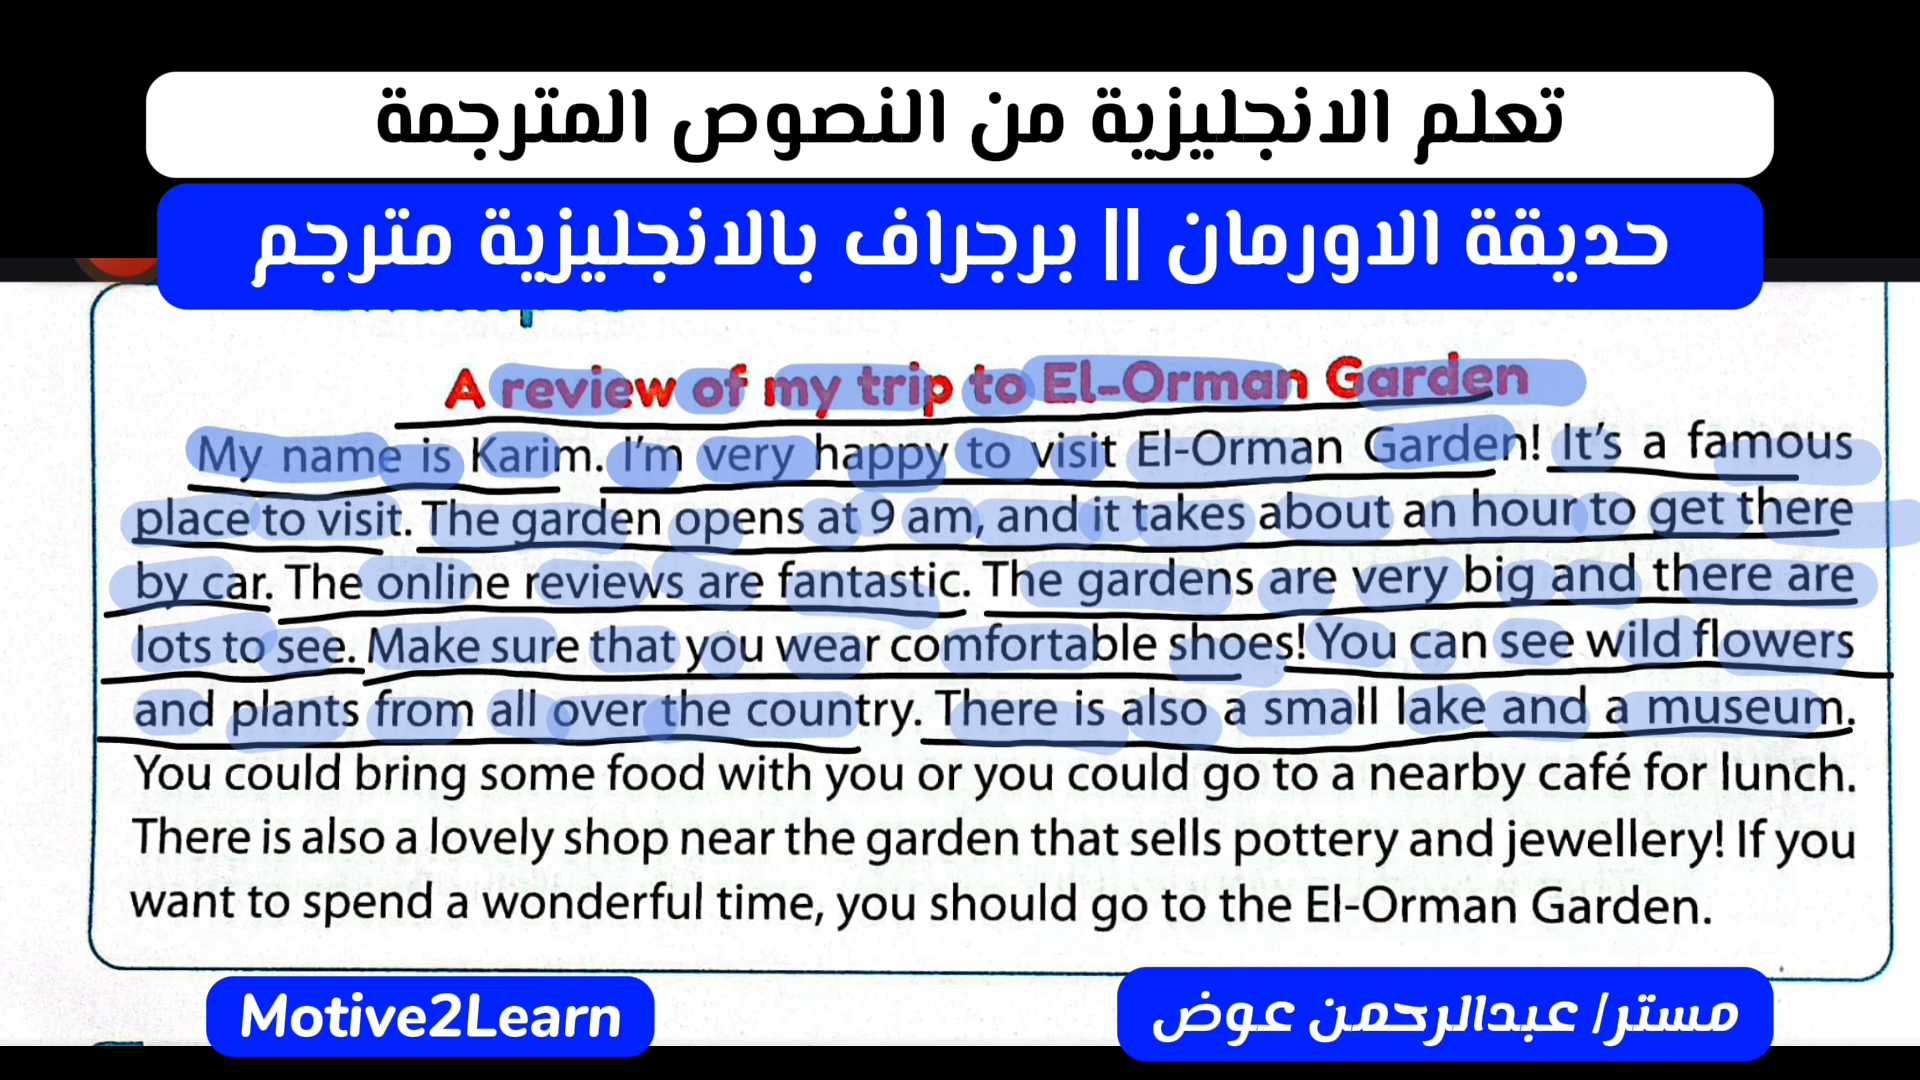 تعلم الانجليزية من النصوص المترجمة
حديقة الاورمان || برجراف بالانجليزية مترجم
A review of my trip to El-Orman Garden
My name is Karim. I'm very happy to visit El-Orman Garden! It's a famous
place to visit. The garden opens at 9 am, and it takes about an hour to get there
by car. The online reviews are fantastic. The gardens are very big and there are
lots to see. Make sure that you wear comfortable shoes! You can see wild flowers
and plants from all over the country. There is also a small lake and a museum.
You could bring some food with you or you could go to a nearby café for lunch.
There is also a lovely shop near the garden that sells pottery and jewellery! If you
want to spend a wonderful time, you should go to the El-Orman Garden.
Motive2Learn
مستر/ عبدالرحمن عوض